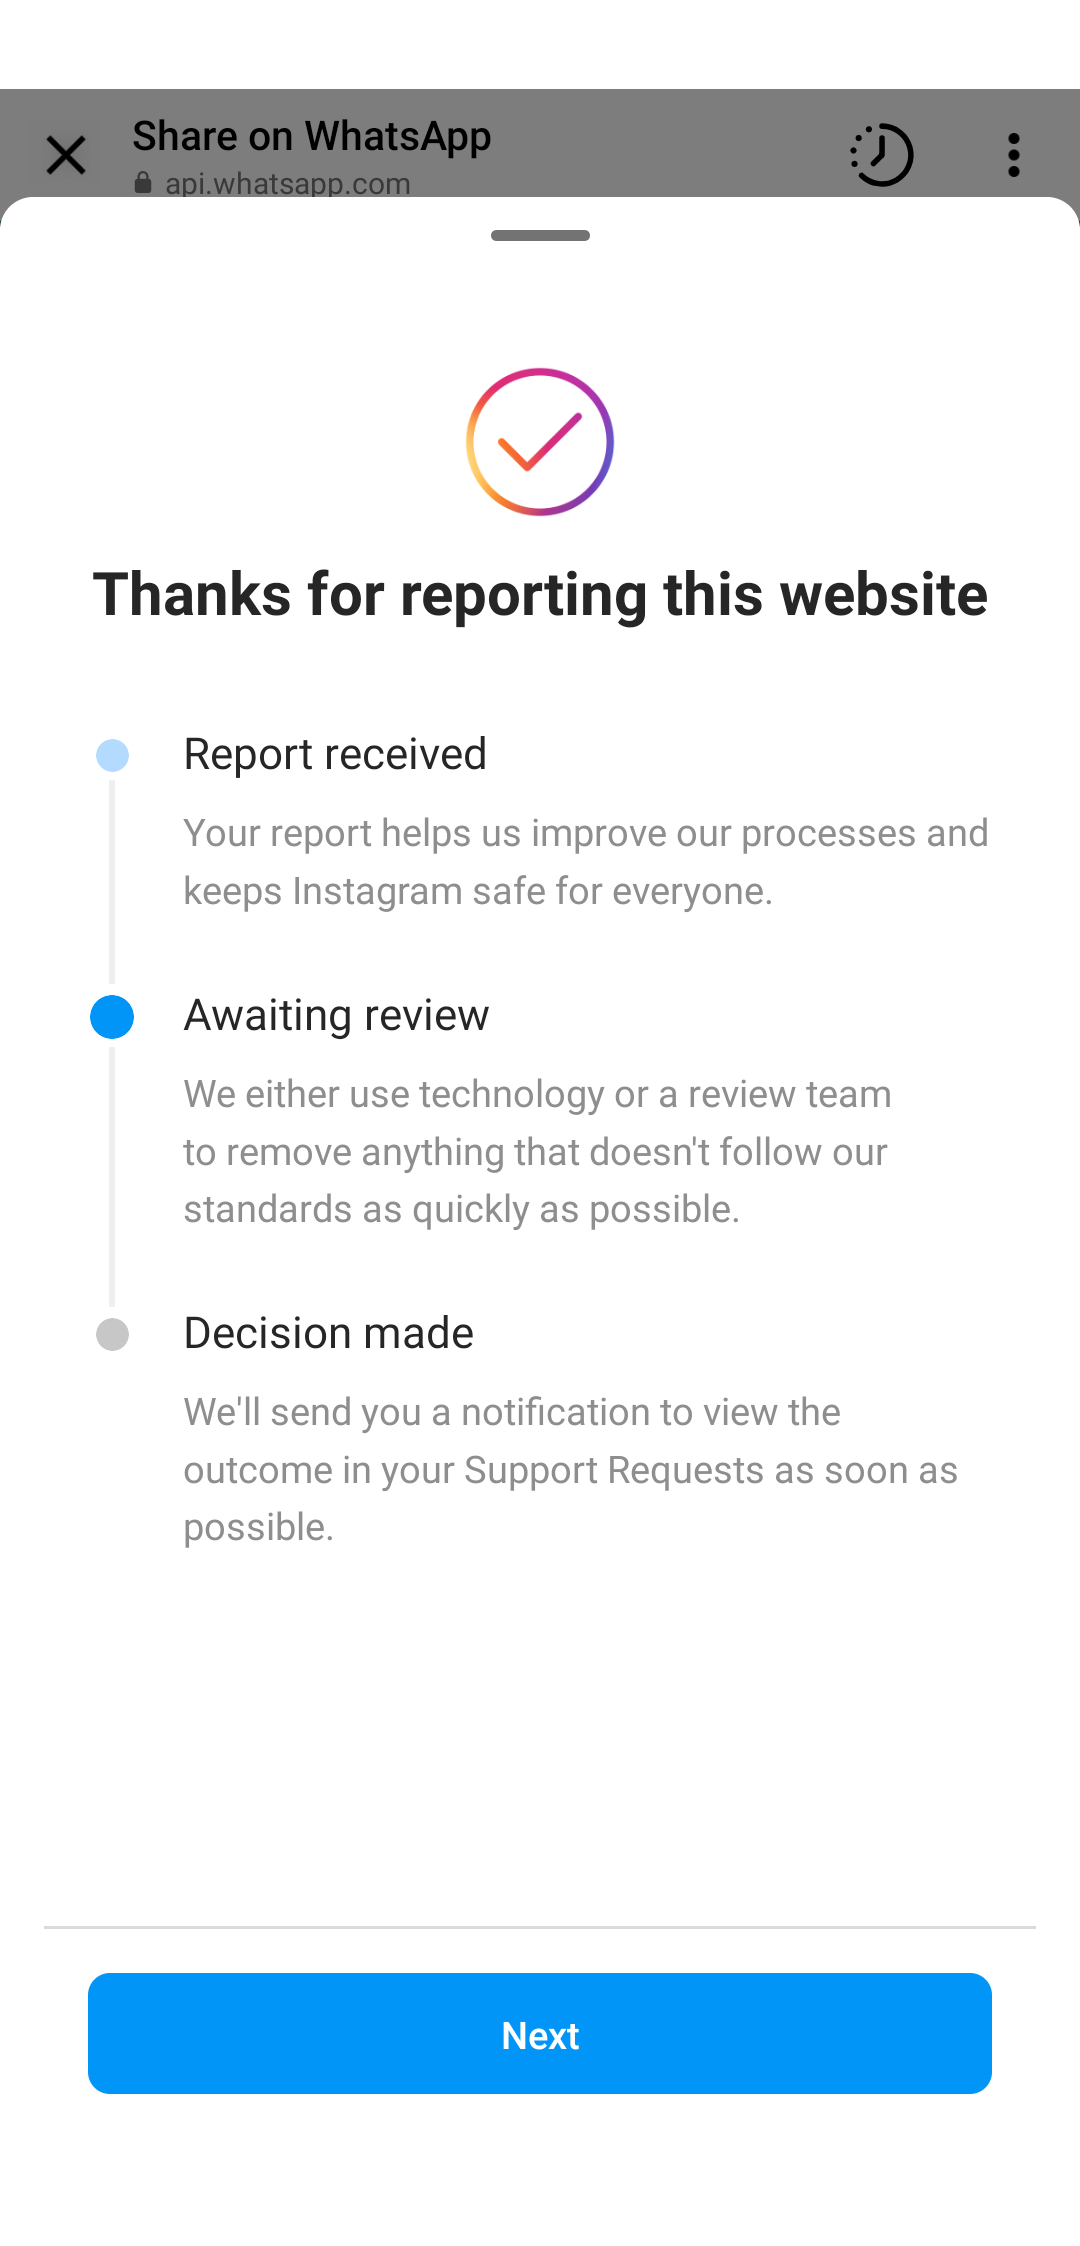 Share on WhatsApp
api.whatsapp.com
Thanks for reporting this website
Report received
Your report helps us improve our processes and
keeps Instagram safe for everyone.
Awaiting review
We either use technology or a review team
to remove anything that doesn't follow our
standards as quickly as possible.
Decision made
We'll send you a notification to view the
outcome in your Support Requests as soon as
possible.
Next